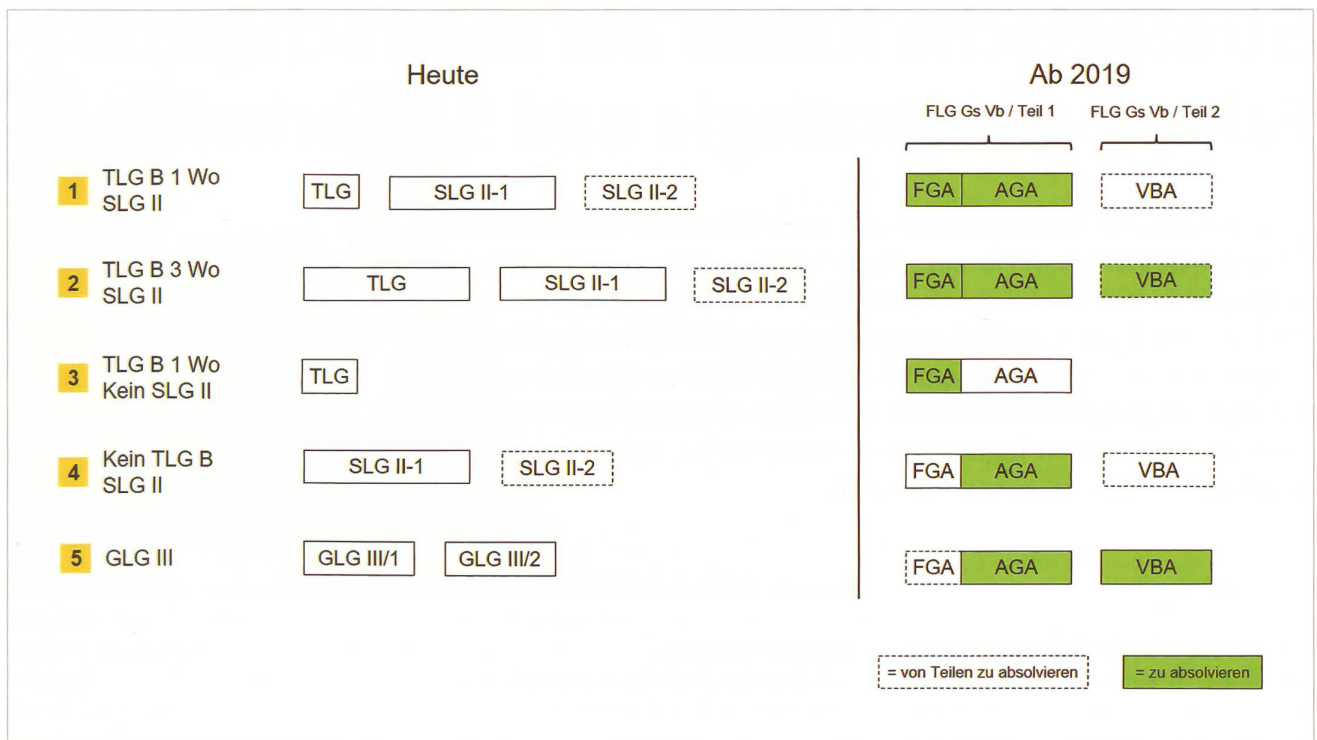 Heute
Ab 2019
FLG Gs Vb / Teil 1
FLG Gs Vb / Teil 2
1
TLG B 1 Wo
SLG II
TLG
SLG II-1
SLG II-2
FGA
AGA
VBA
2
TLG B 3 Wo
SLG II
TLG
SLG II-1
SLG II-2
FGA
AGA
VBA
3
TLG B 1 Wo
Kein SLG II
TLG
FGA
AGA
4
Kein TLG B
SLG II
SLG II-1
SLG II-2
FGA
AGA
VBA
5
GLG III
GLG III/1
GLG III/2
FGA
AGA
VBA
= von Teilen zu absolvieren
= zu absolvieren